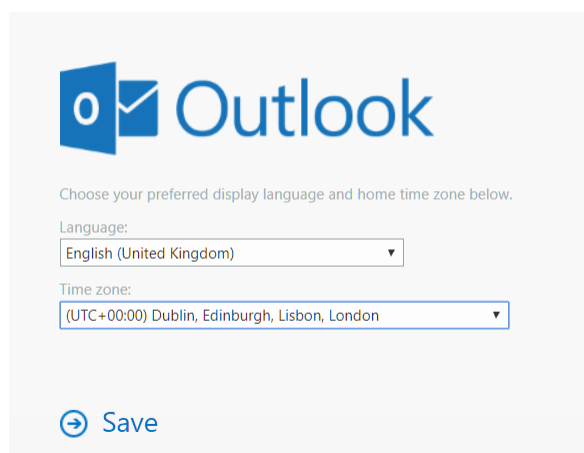 Outlook
Choose your preferred display language and home time zone below.
Language:
English (United Kingdom)
Time zone:
(UTC+00:00) Dublin, Edinburgh, Lisbon, London
Save